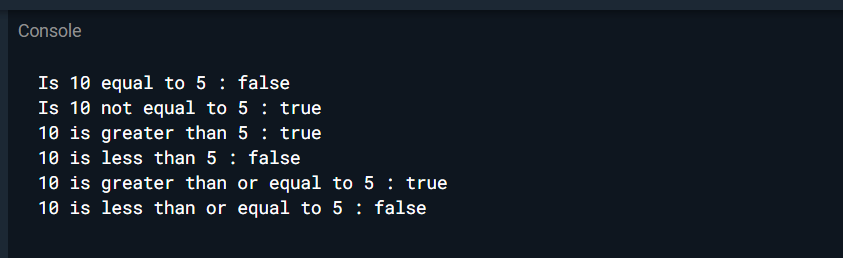 Console
Is 10 equal to 5 : false
Is 10 not equal to 5 : true
10 is greater than 5 : true
10 is less than 5 : false
10 is greater than or equal to 5 : true
10 is less than or equal to 5 : false